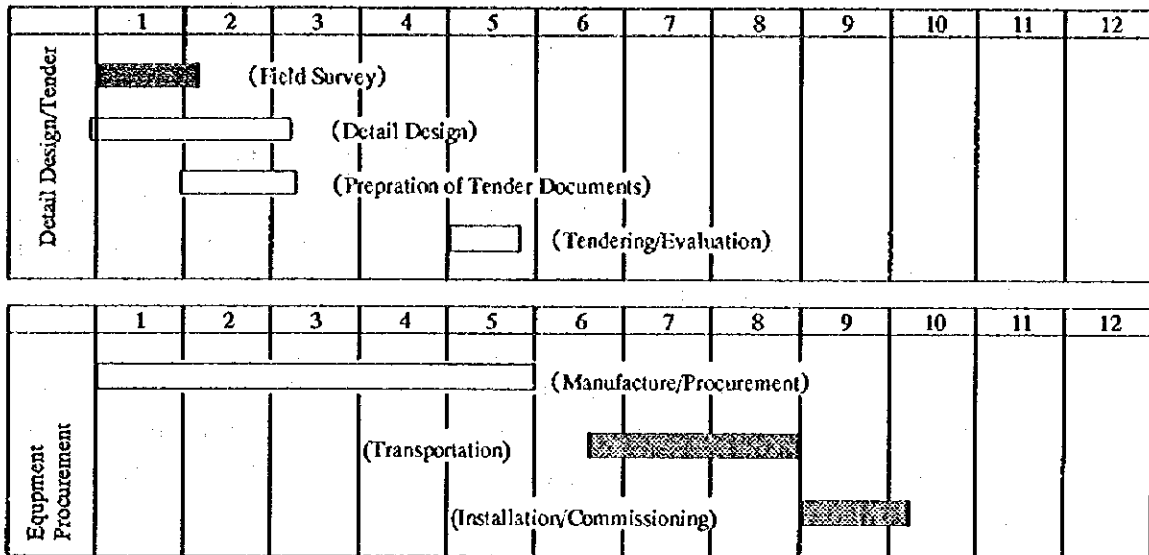 1 2 3 4 5 6 7 8 9 10 11 12
Detail Design/Tender
(Field Survey)
(Detail Design)
(Prepration of Tender Documents)
(Tendering/Evaluation)
1 2 3 4 5 6 7 8 9 10 11 12
Equpment
Procurement
(Manufacture/Procurement)
(Transportation)
(Installation/Commissioning)